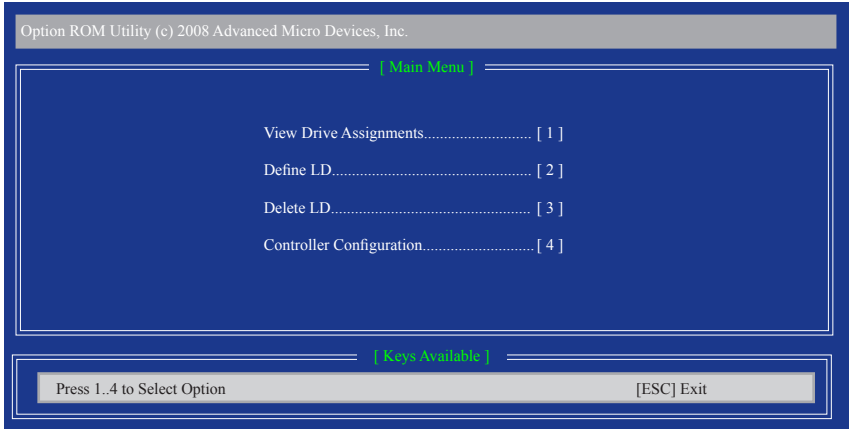 Option ROM Utility (c) 2008 Advanced Micro Devices, Inc.
[ Main Menu ]
View Drive Assignments........................... [ 1 ]
Define LD.................................................. [ 2 ]
Delete LD.................................................. [ 3 ]
Controller Configuration............................[ 4 ]
[ Keys Available ]
Press 1..4 to Select Option [ESC] Exit